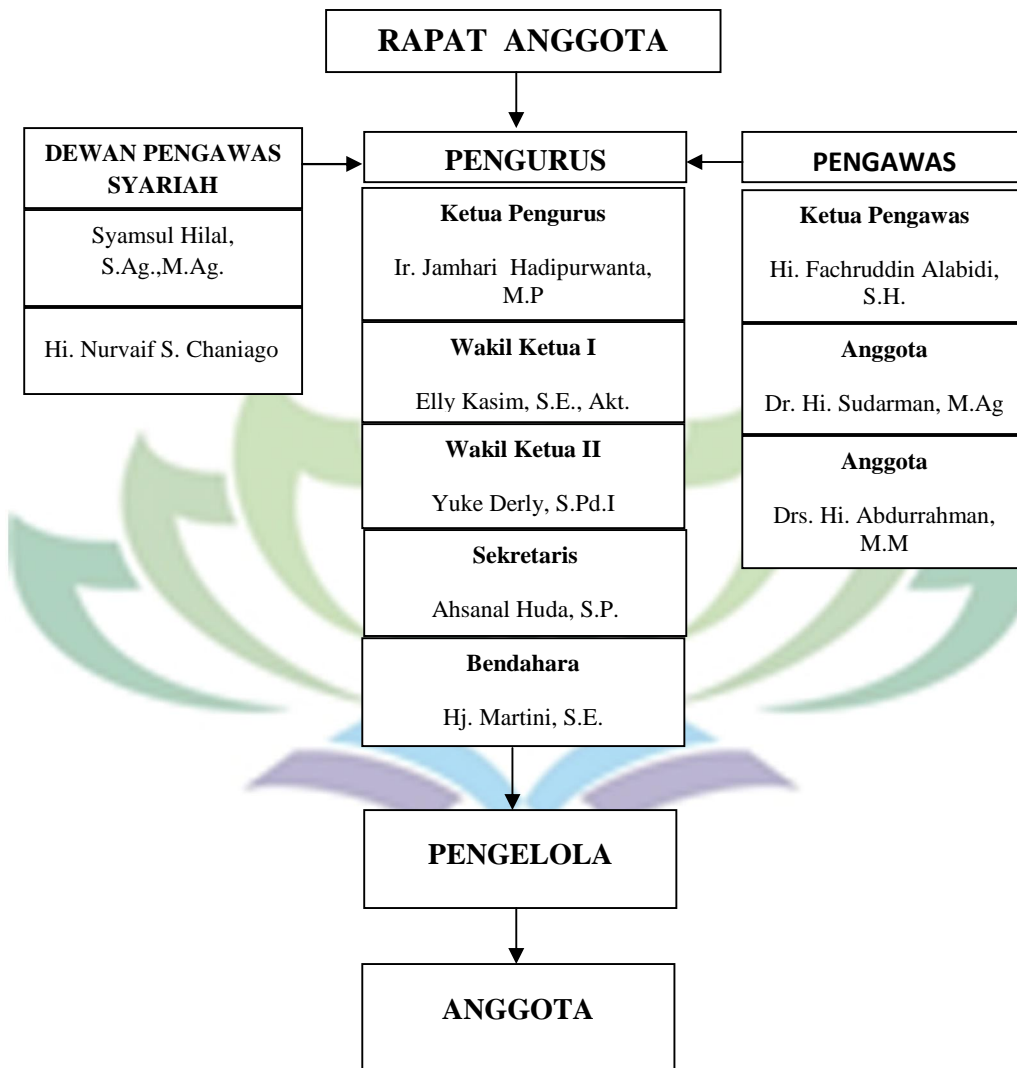 RAPAT ANGGOTA
DEWAN PENGAWAS
SYARIAH
Syamsul Hilal,
S.Ag.,M.Ag.
Hi. Nurvaif S. Chaniago
PENGURUS
Ketua Pengurus
Ir. Jamhari Hadipurwanta,
M.P
Wakil Ketua I
Elly Kasim, S.E., Akt.
Wakil Ketua II
Yuke Derly, S.Pd.I
Sekretaris
Ahsanal Huda, S.P.
Bendahara
Hj. Martini, S.E.
PENGAWAS
Ketua Pengawas
Hi. Fachruddin Alabidi,
S.H.
Anggota
Dr. Hi. Sudarman, M.Ag
Anggota
Drs. Hi. Abdurrahman,
M.M
PENGELOLA
ANGGOTA